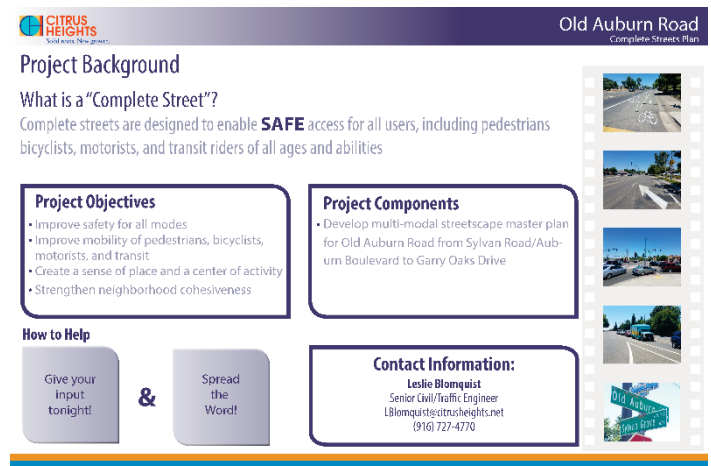 CITRUS
HEIGHTS
Solid roots. New growth.
Old Auburn Road
Complete Streets Plan
Project Background
What is a “Complete Street”?
Complete streets are designed to enable SAFE access for all users, including pedestrians
bicyclists, motorists, and transit riders of all ages and abilities
Project Objectives
• Improve safety for all modes
• Improve mobility of pedestrians, bicyclists,
motorists, and transit
• Create a sense of place and a center of activity
• Strengthen neighborhood cohesiveness
Project Components
• Develop multi-modal streetscape master plan
for Old Auburn Road from Sylvan Road/Aub-
urn Boulevard to Garry Oaks Drive
How to Help
Give your
input
tonight!
&
Spread
the
Word!
Contact Information:
Leslie Blomquist
Senior Civil/Traffic Engineer
LBlomquist@citrusheights.net
(916) 727-4770
Old Auburn
Sylvan Grove